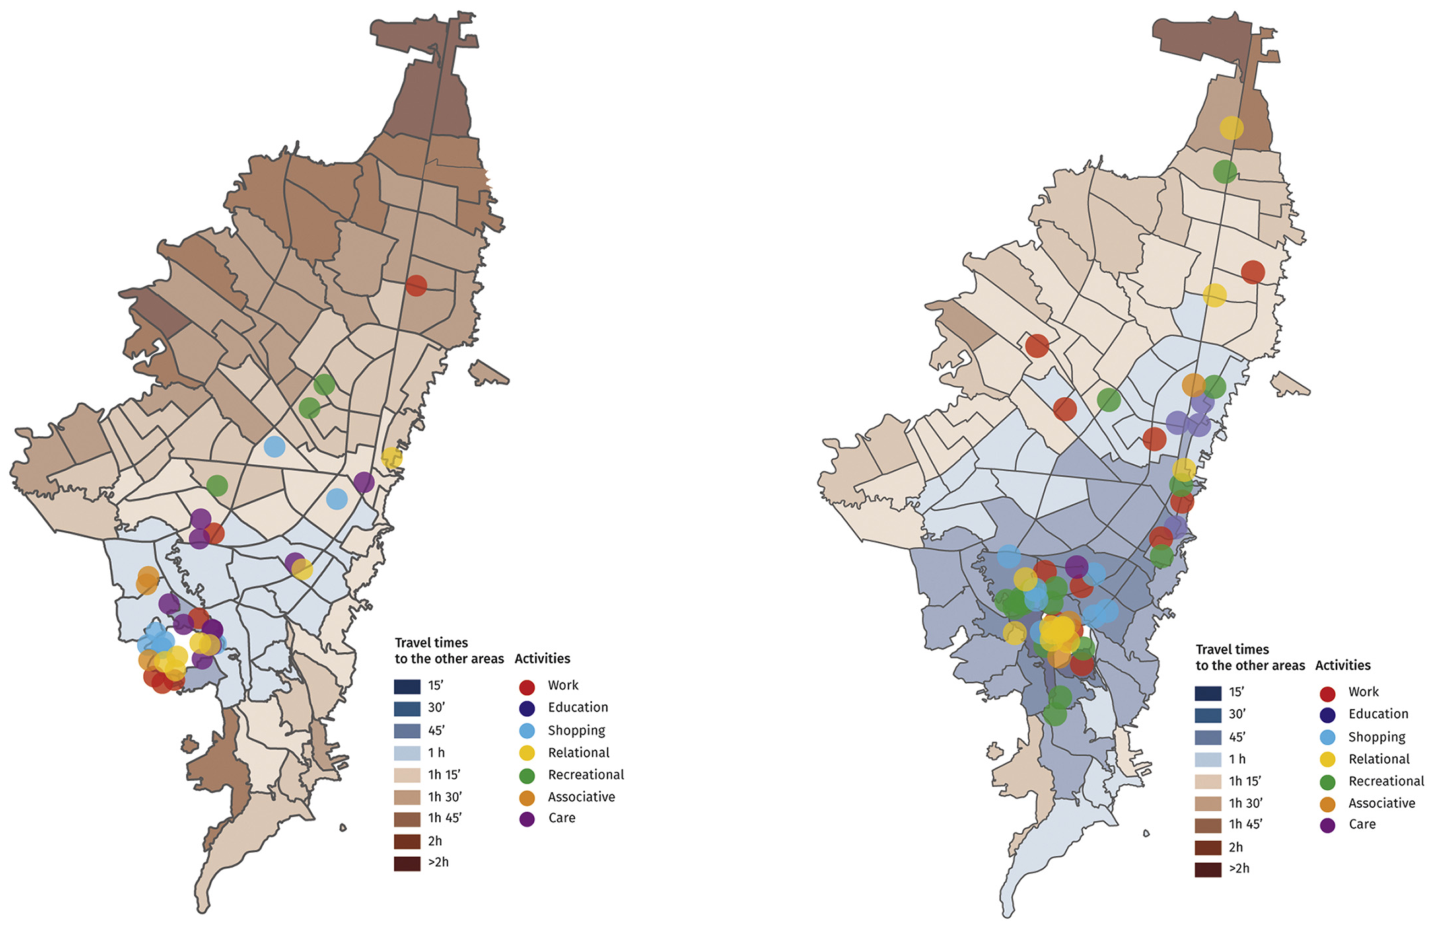 Travel times
to the other areas Activities
15' Work
30' Education
45' Shopping
1 h Relational
1h 15' Recreational
1h 30' Associative
1h 45' Care
2h
>2h
Travel times
to the other areas Activities
15' Work
30' Education
45' Shopping
1 h Relational
1h 15' Recreational
1h 30' Associative
1h 45' Care
2h
>2h